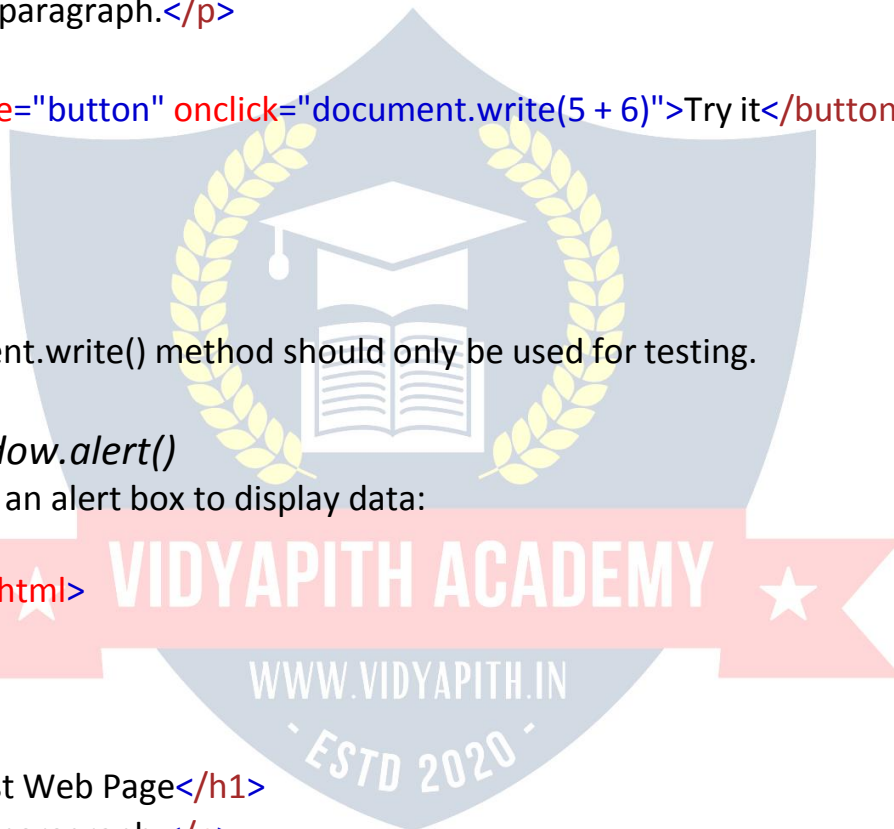 paragraph.</p>
e="button" onclick="document.write(5 + 6)">Try it</button
ent.write() method should only be used for testing.
dow.alert()
an alert box to display data:
html>
VIDYAPITH ACADEMY
WWW.VIDYAPITH.IN
- ESTD 2020 -
st Web Page</h1>
</p>